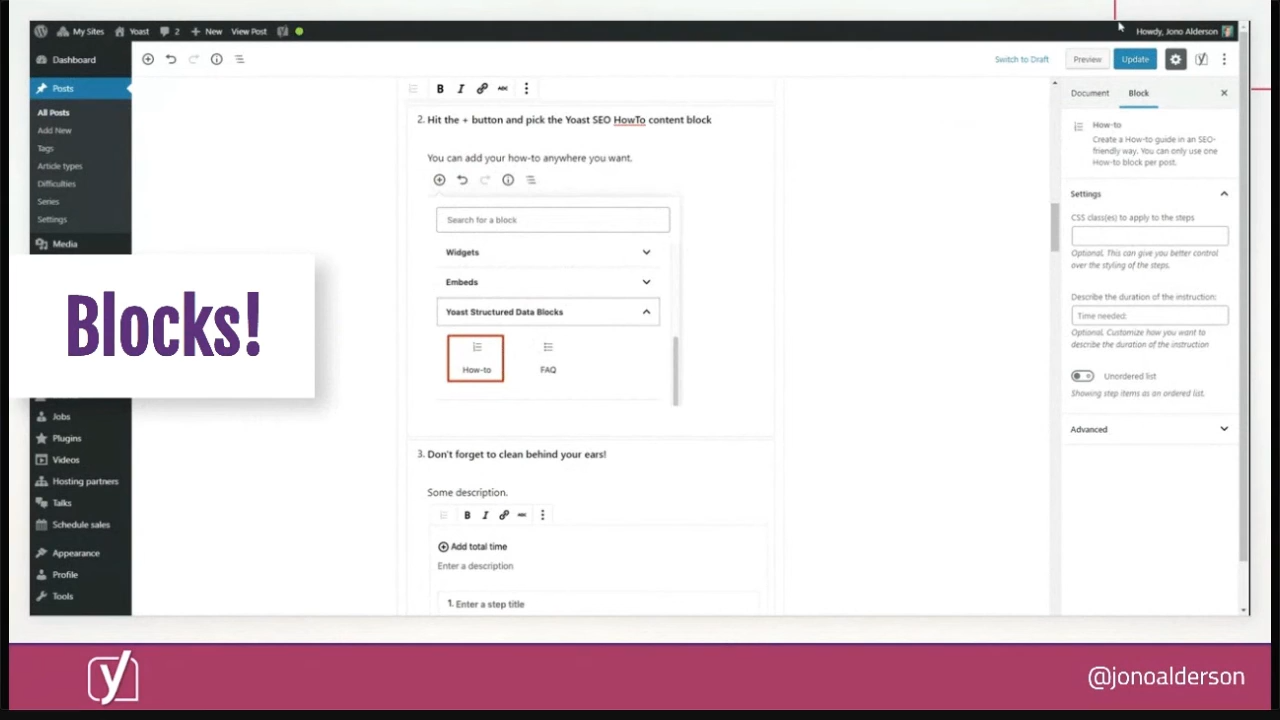 My Sites
Yoast
2
New
View Post
Howdy, Jono Alderson
Dashboard
Posts
All Posts
Add New
Tags
Article types
Difficulties
Series
Settings
Media
Jobs
Plugins
Videos
Hosting partners
Talks
Schedule sales
Appearance
Profile
Tools
Blocks!
Switch to Draft
Preview
Update
B I ABC
2. Hit the + button and pick the Yoast SEO HowTo content block
You can add your how-to anywhere you want.
Search for a block
Widgets
Embeds
Yoast Structured Data Blocks
How-to
FAQ
3. Don't forget to clean behind your ears!
Some description.
B I ABC
Add total time
Enter a description
1. Enter a step title
Document
Block
How-to
Create a How-to guide in an SEO-
friendly way. You can only use one
How-to block per post.
Settings
CSS class(es) to apply to the steps
Optional. This can give you better control
over the styling of the steps.
Describe the duration of the instruction:
Time needed:
Optional. Customize how you want to
describe the duration of the instruction
Unordered list
Showing step items as an ordered list.
Advanced
y
@jonoalderson